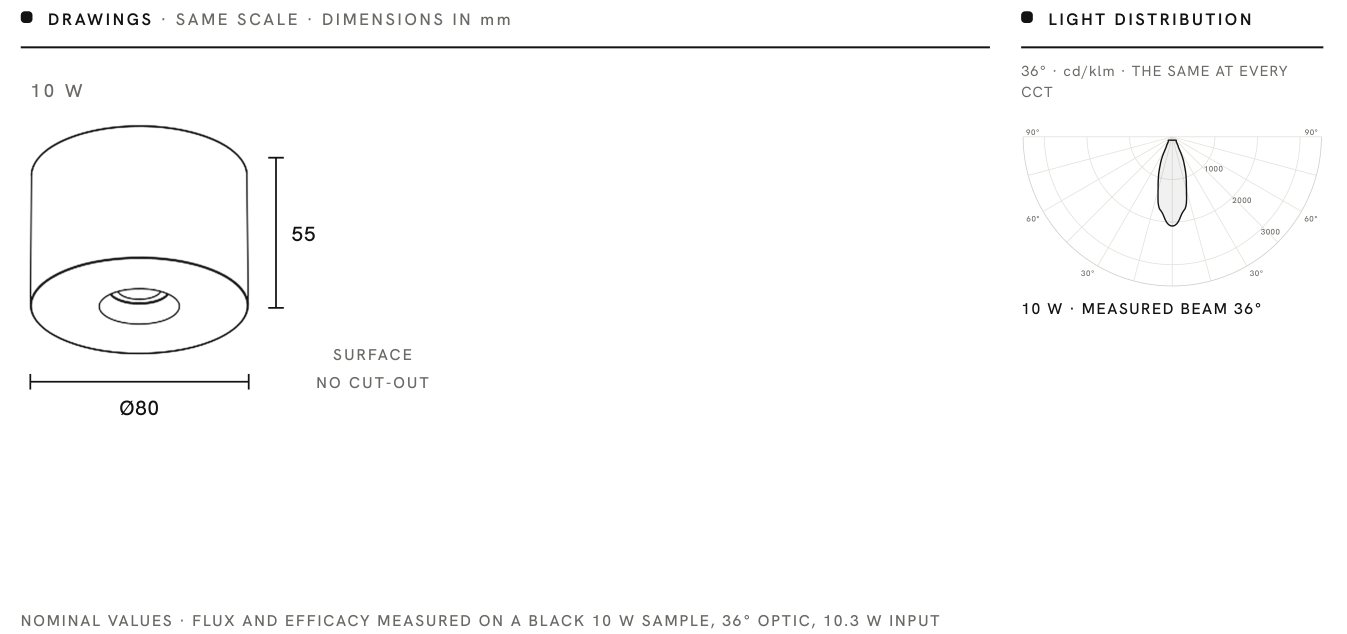 DRAWINGS · SAME SCALE · DIMENSIONS IN mm
10 W
55
SURFACE
NO CUT-OUT
Ø80
LIGHT DISTRIBUTION
36° · cd/klm · THE SAME AT EVERY
CCT
90° 90°
1000
2000
60° 60°
3000
30° 30°
10 W · MEASURED BEAM 36°
NOMINAL VALUES · FLUX AND EFFICACY MEASURED ON A BLACK 10 W SAMPLE, 36° OPTIC, 10.3 W INPUT